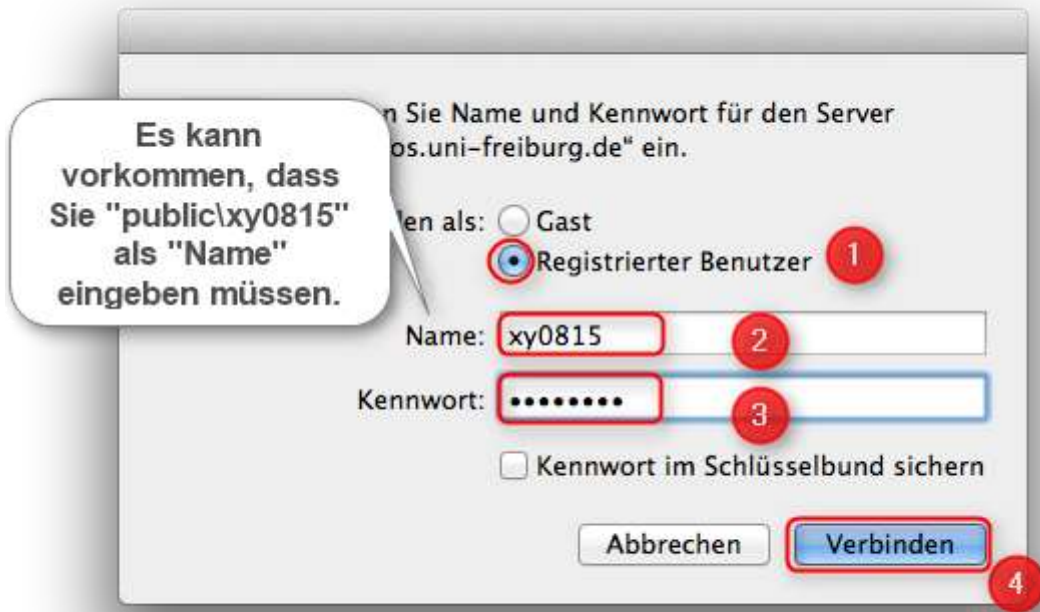 Es kann
vorkommen, dass
Sie "public\xy0815"
als "Name"
eingeben müssen.
Sie Name und Kennwort für den Server
os.uni-freiburg.de“ ein.
als:
Gast
Registrierter Benutzer
1
Name:
xy0815
2
Kennwort:
••••••••
3
Kennwort im Schlüsselbund sichern
Abbrechen
Verbinden
4